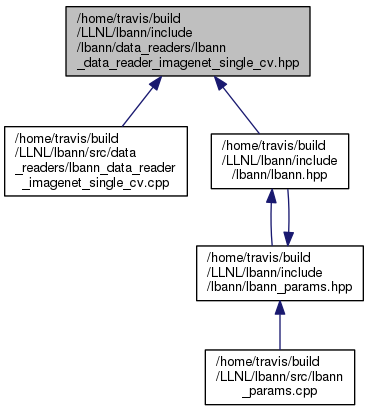 /home/travis/build
/LLNL/lbann/include
/lbann/data_readers/lbann
_data_reader_imagenet_single_cv.hpp
/home/travis/build
/LLNL/lbann/src/data
_readers/lbann_data_reader
_imagenet_single_cv.cpp
/home/travis/build
/LLNL/lbann/include
/lbann/lbann.hpp
/home/travis/build
/LLNL/lbann/include
/lbann/lbann_params.hpp
/home/travis/build
/LLNL/lbann/src/lbann
_params.cpp